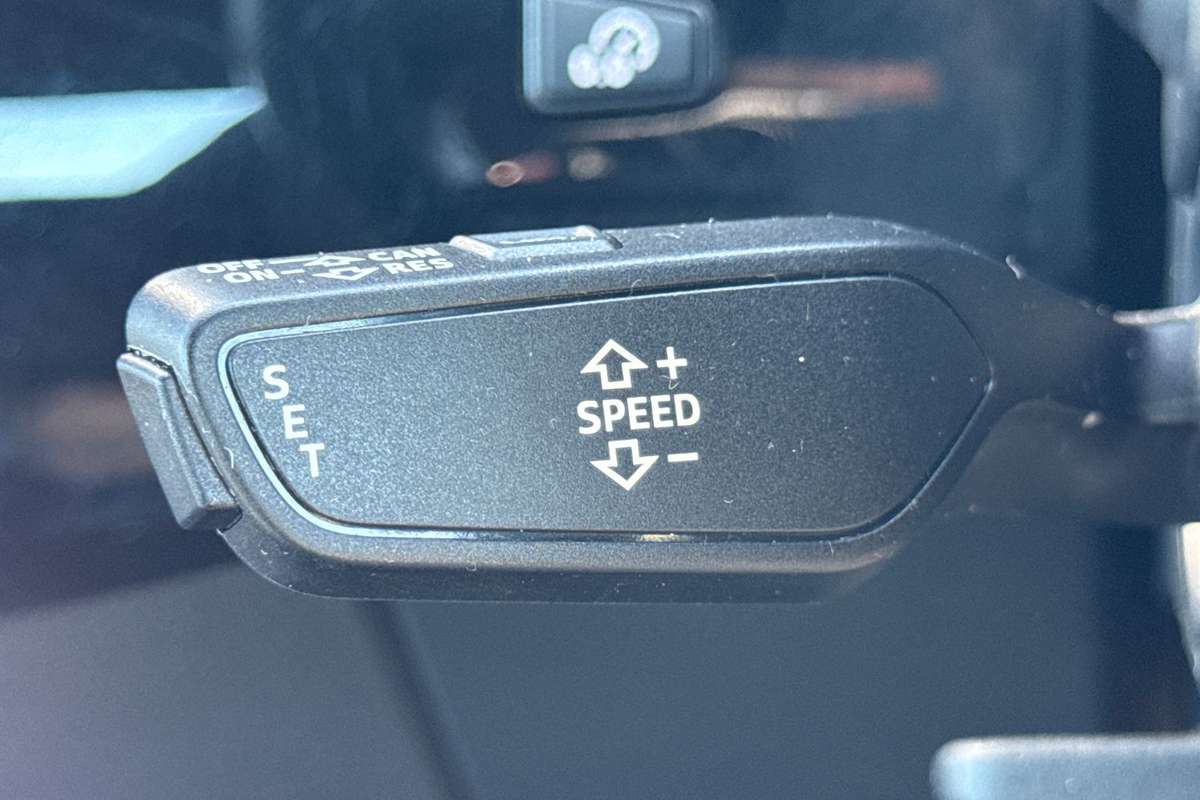 OFF CAN
ON RES
S
E
T
+
SPEED
-